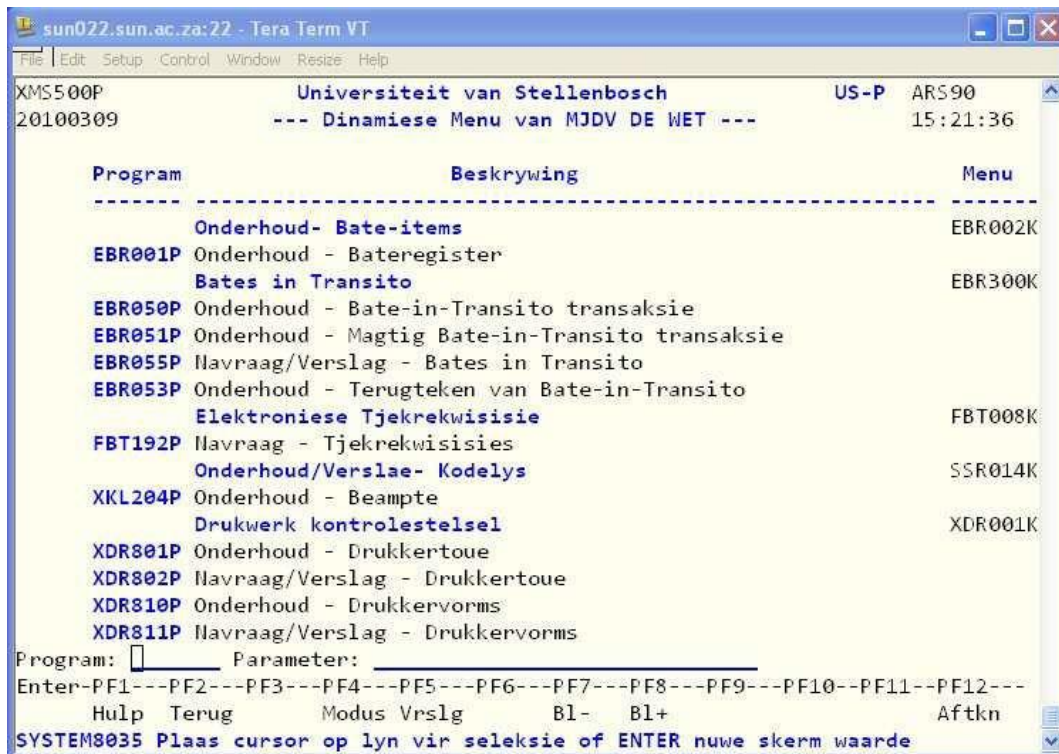 sun022.sun.ac.za:22 - Tera Term VT
File Edit Setup Control Window Resize Help
XMS500P Universiteit van Stellenbosch US-P ARS90
20100309 --- Dinamiese Menu van MJDV DE WET --- 15:21:36
Program Beskrywing Menu
------- ---------------------------------------------------------- -------
Onderhoud- Bate-items EBR002K
EBR001P Onderhoud - Bateregister
Bates in Transito EBR300K
EBR050P Onderhoud - Bate-in-Transito transaksie
EBR051P Onderhoud - Magtig Bate-in-Transito transaksie
EBR055P Navraag/Verslag - Bates in Transito
EBR053P Onderhoud - Terugteken van Bate-in-Transito
Elektroniese Tjekrekwisisie FBT008K
FBT192P Navraag - Tjekrekwisisies
Onderhoud/Verslae- Kodelys SSR014K
XKL204P Onderhoud - Beampte
Drukwerk kontrolestelsel XDR001K
XDR801P Onderhoud - Drukkertoue
XDR802P Navraag/Verslag - Drukkertoue
XDR810P Onderhoud - Drukkervorms
XDR811P Navraag/Verslag - Drukkervorms
Program: _______ Parameter: ______________________________
Enter-PF1---PF2---PF3---PF4---PF5---PF6---PF7---PF8---PF9---PF10--PF11--PF12---
Hulp Terug Modus Vrslg Bl- Bl+ Aftkn
SYSTEM8035 Plaas cursor op lyn vir seleksie of ENTER nuwe skerm waarde